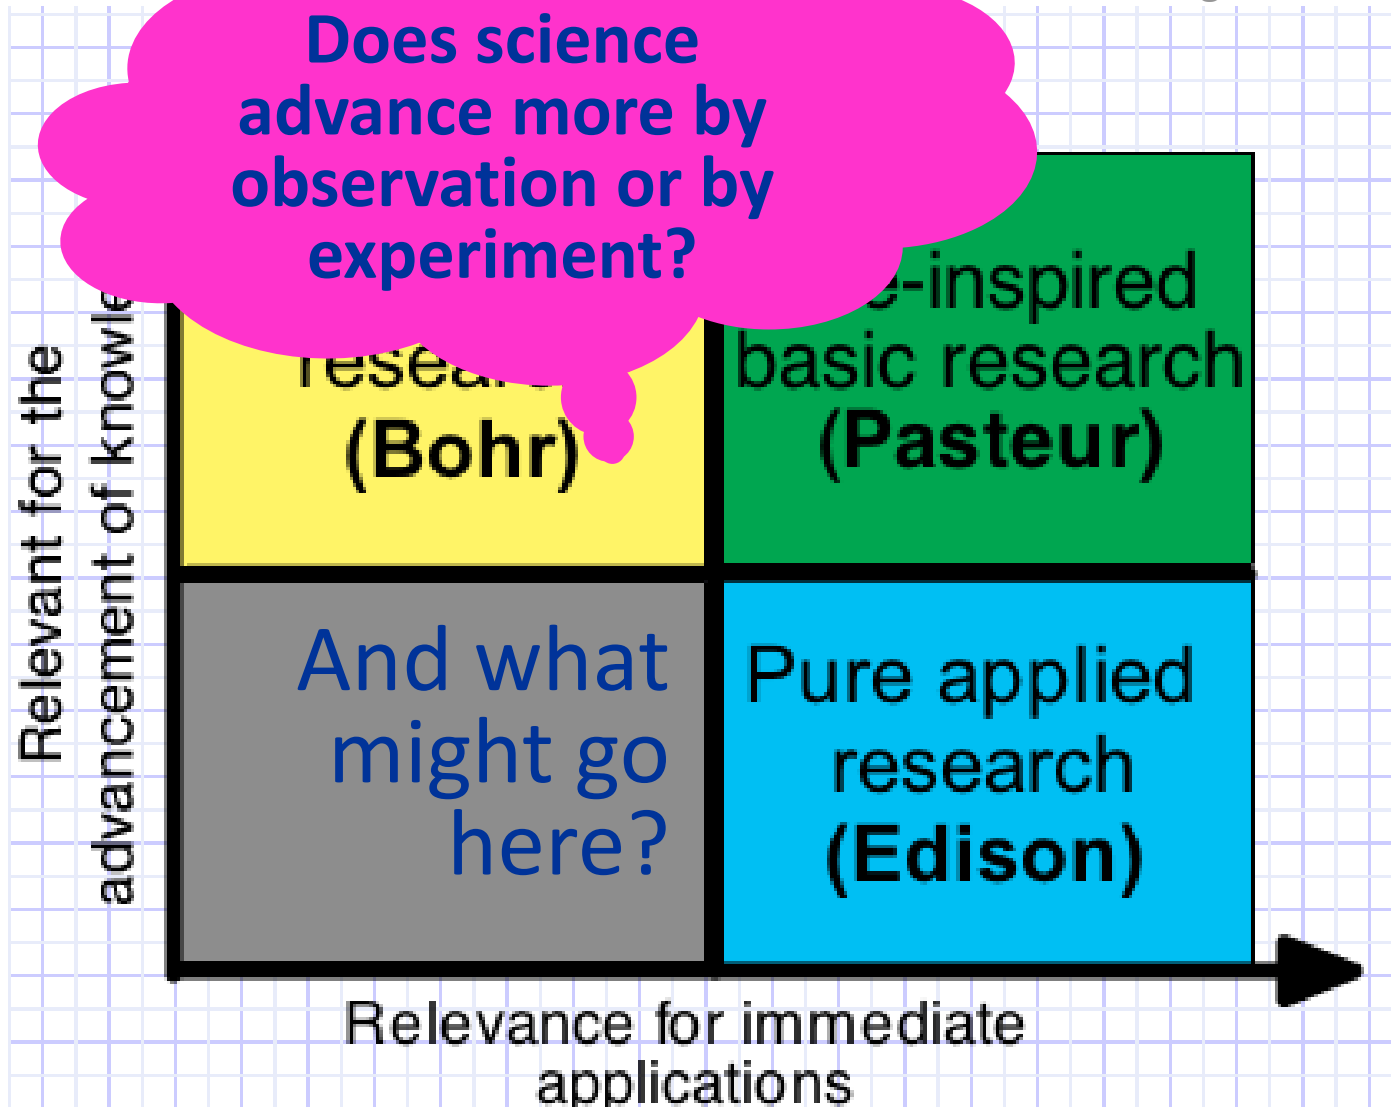 Does science
advance more by
observation or by
experiment?
Relevant for the
advancement of
research
(Bohr)
-inspired
basic research
(Pasteur)
And what
might go
here?
Pure applied
research
(Edison)
Relevance for immediate
applications